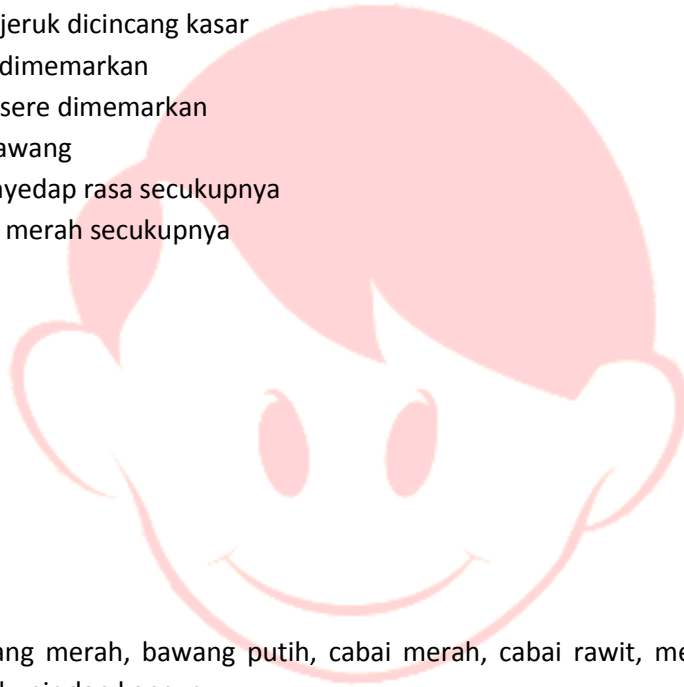 jeruk dicincang kasar
dimemarkan
sere dimemarkan
awang
yedap rasa secukupnya
merah secukupnya
ang merah, bawang putih, cabai merah, cabai rawit, me